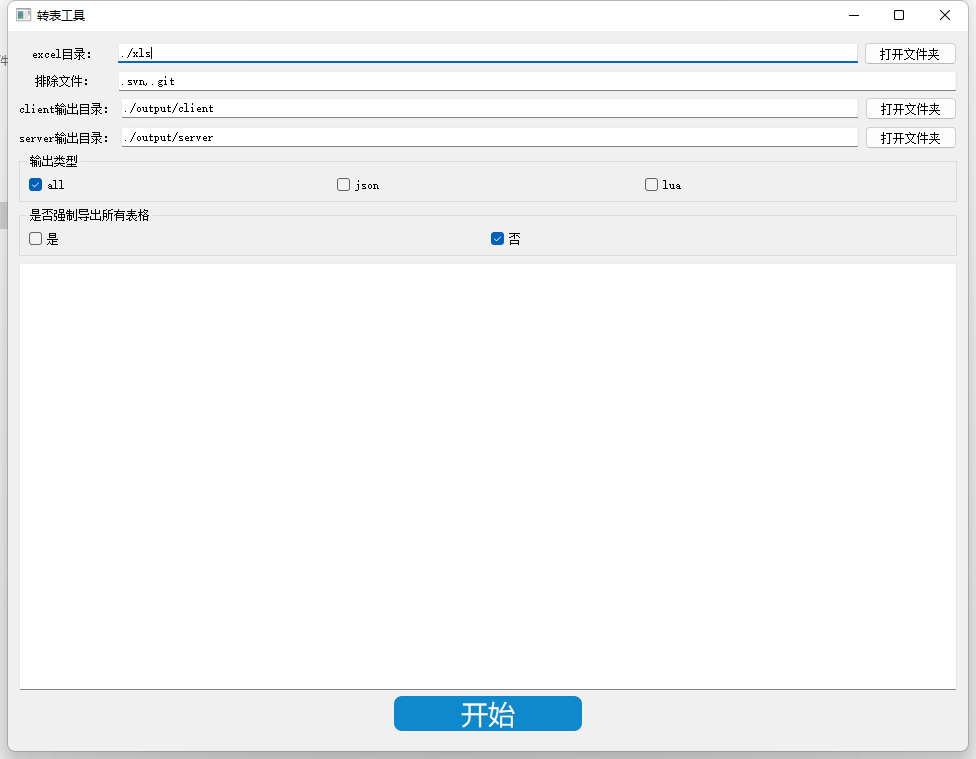 转表工具
件
excel目录： ./xls 打开文件夹
排除文件： .svn,.git
client输出目录： ./output/client 打开文件夹
server输出目录： ./output/server 打开文件夹
输出类型
all json lua
是否强制导出所有表格
是 否
开始